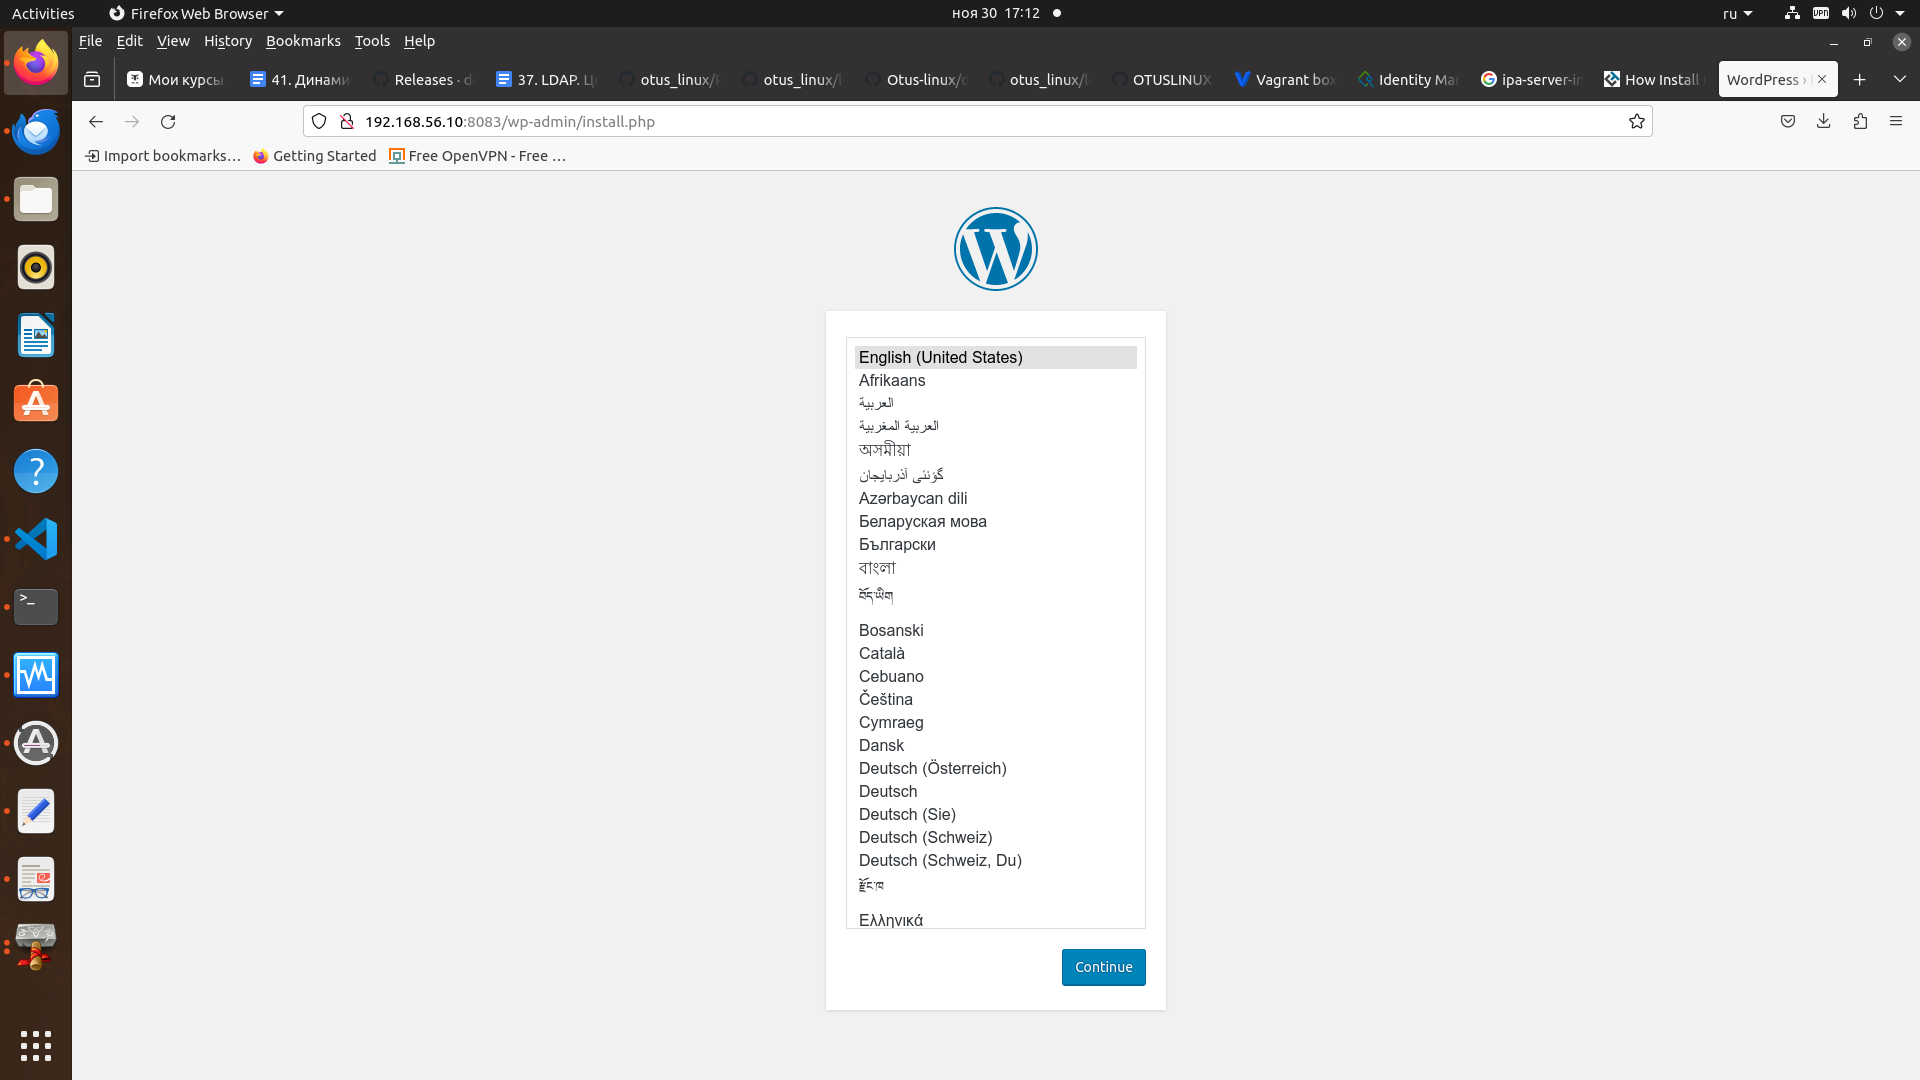 Activities Firefox Web Browser ноя 30 17:12 ru VPN
File Edit View History Bookmarks Tools Help
Мои курсы 41. Динами Releases · d 37. LDAP. Це otus_linux/ otus_linux/l Otus-linux/c otus_linux/l OTUSLINUX Vagrant box Identity Mar ipa-server-in How Install WordPress ›
192.168.56.10:8083/wp-admin/install.php
Import bookmarks… Getting Started Free OpenVPN - Free …
English (United States)
Afrikaans
العربية
العربية المغربية
অসমীয়া
گؤنئی آذربایجان
Azərbaycan dili
Беларуская мова
Български
বাংলা
བོད་ཡིག
Bosanski
Català
Cebuano
Čeština
Cymraeg
Dansk
Deutsch (Österreich)
Deutsch
Deutsch (Sie)
Deutsch (Schweiz)
Deutsch (Schweiz, Du)
རྫོང་ཁ
Ελληνικά
Continue